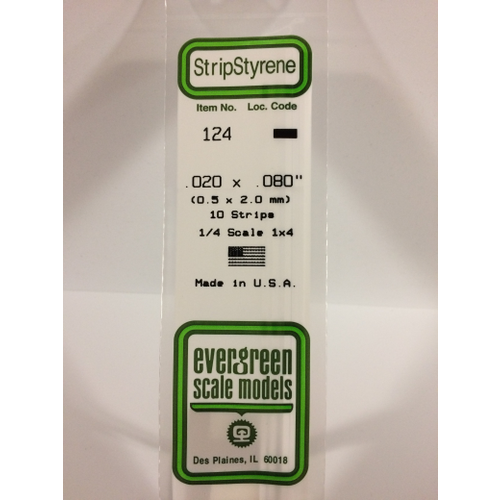 StripStyrene
Item No. Loc. Code
124
.020 x .080"
(0.5 x 2.0 mm)
10 Strips
1/4 Scale 1x4
Made in U.S.A.
evergreen
scale models
Des Plaines, IL 60018